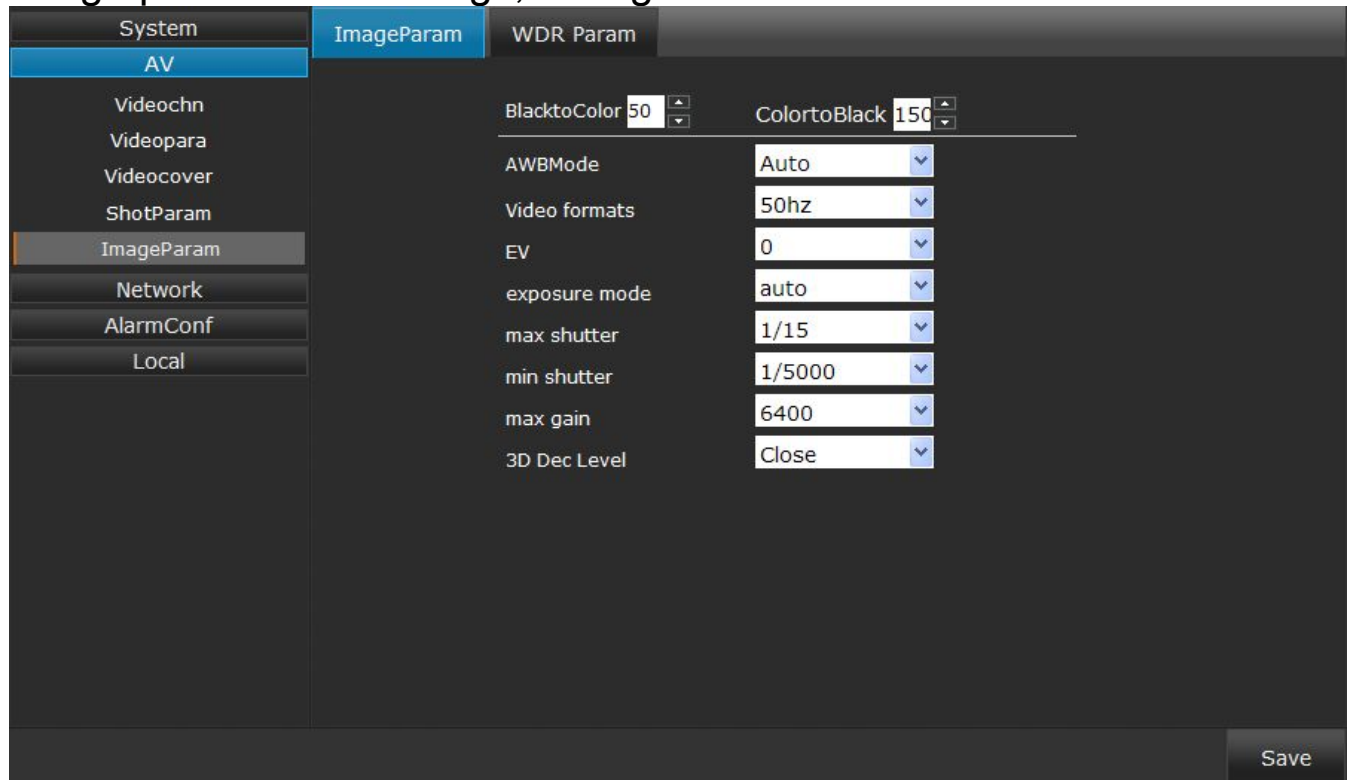 System
ImageParam WDR Param
AV
Videochn
Videopara
Videocover
ShotParam
ImageParam
Network
AlarmConf
Local
BlacktoColor 50 ColortoBlack 150
AWBMode Auto
Video formats 50hz
EV 0
exposure mode auto
max shutter 1/15
min shutter 1/5000
max gain 6400
3D Dec Level Close
Save